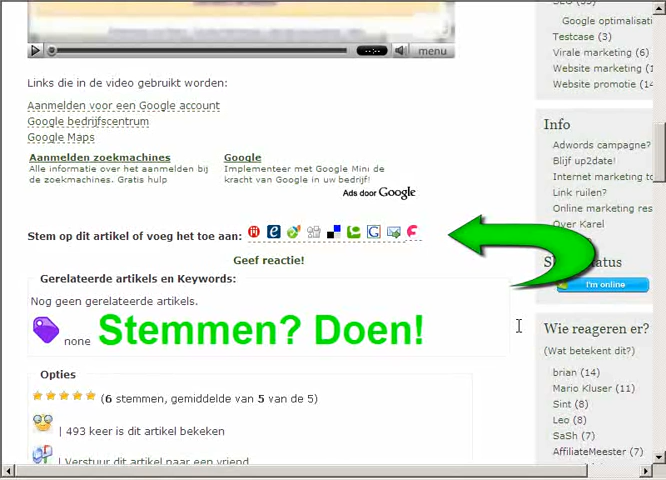 menu
Links die in de video gebruikt worden:
Aanmelden voor een Google account
Google bedrijfscentrum
Google Maps
Aanmelden zoekmachines
Alle informatie over het aanmelden bij
de zoekmachines. Gratis hulp
Google
Implementeer met Google Mini de
kracht van Google in uw bedrijf!
Ads door Google
Stem op dit artikel of voeg het toe aan:
Geef reactie!
Gerelateerde artikels en Keywords:
Nog geen gerelateerde artikels.
none
Stemmen? Doen!
Opties
(6 stemmen, gemiddelde van 5 van de 5)
| 493 keer is dit artikel bekeken
| Verstuur dit artikel naar een vriend
Google optimalisati
Testcase (3)
Virale marketing (6)
Website marketing (1
Website promotie (14
Info
Adwords campagne?
Blijf up2date!
Internet marketing to
Link ruilen?
Online marketing res
Over Karel
I'm online
Wie reageren er?
(Wat betekent dit?)
brian (14)
Mario Kluser (11)
Sint (8)
Leo (8)
SaSh (7)
AffiliateMeester (7)